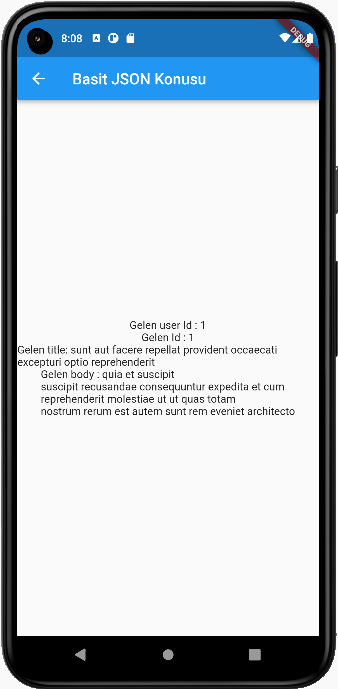 8:08
DEBUG
Basit JSON Konusu
Gelen user Id : 1
Gelen Id : 1
Gelen title: sunt aut facere repellat provident occaecati
excepturi optio reprehenderit
Gelen body : quia et suscipit
suscipit recusandae consequuntur expedita et cum
reprehenderit molestiae ut ut quas totam
nostrum rerum est autem sunt rem eveniet architecto